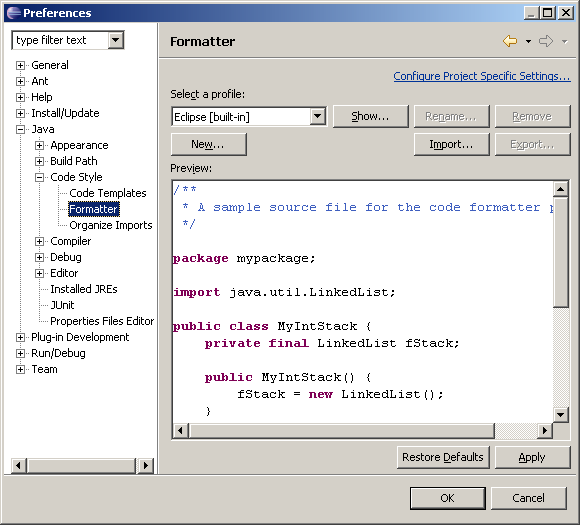 Preferences
type filter text
General
Ant
Help
Install/Update
Java
Appearance
Build Path
Code Style
Code Templates
Formatter
Organize Imports
Compiler
Debug
Editor
Installed JREs
JUnit
Properties Files Editor
Plug-in Development
Run/Debug
Team
Formatter
Configure Project Specific Settings...
Select a profile:
Eclipse [built-in] Show... Rename... Remove
New... Import... Export...
Preview:
/**
 * A sample source file for the code formatter p
 */
package mypackage;
import java.util.LinkedList;
public class MyIntStack {
    private final LinkedList fStack;
    public MyIntStack() {
        fStack = new LinkedList();
    }
Restore Defaults Apply
OK Cancel